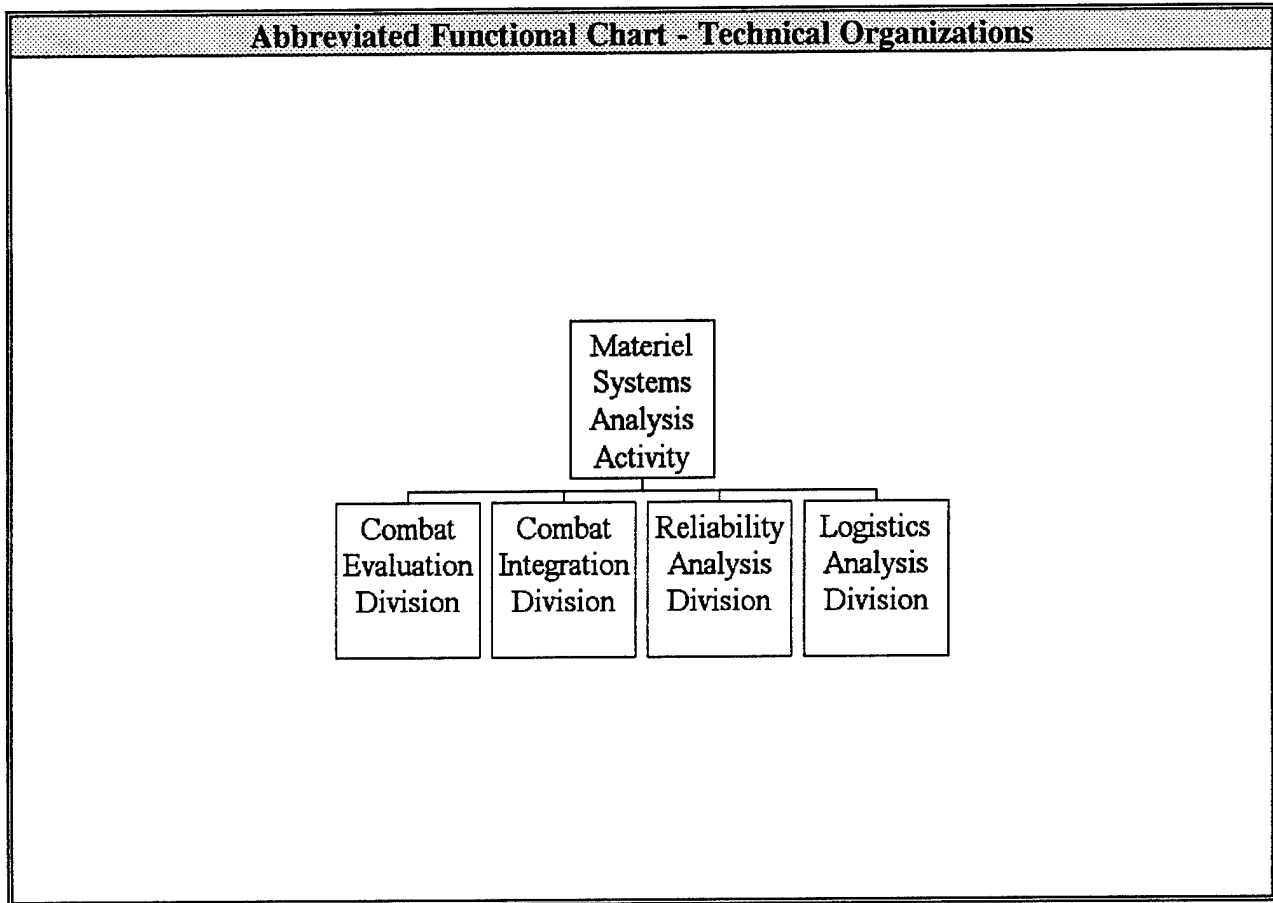 Abbreviated Functional Chart - Technical Organizations
Materiel
Systems
Analysis
Activity
Combat
Evaluation
Division
Combat
Integration
Division
Reliability
Analysis
Division
Logistics
Analysis
Division